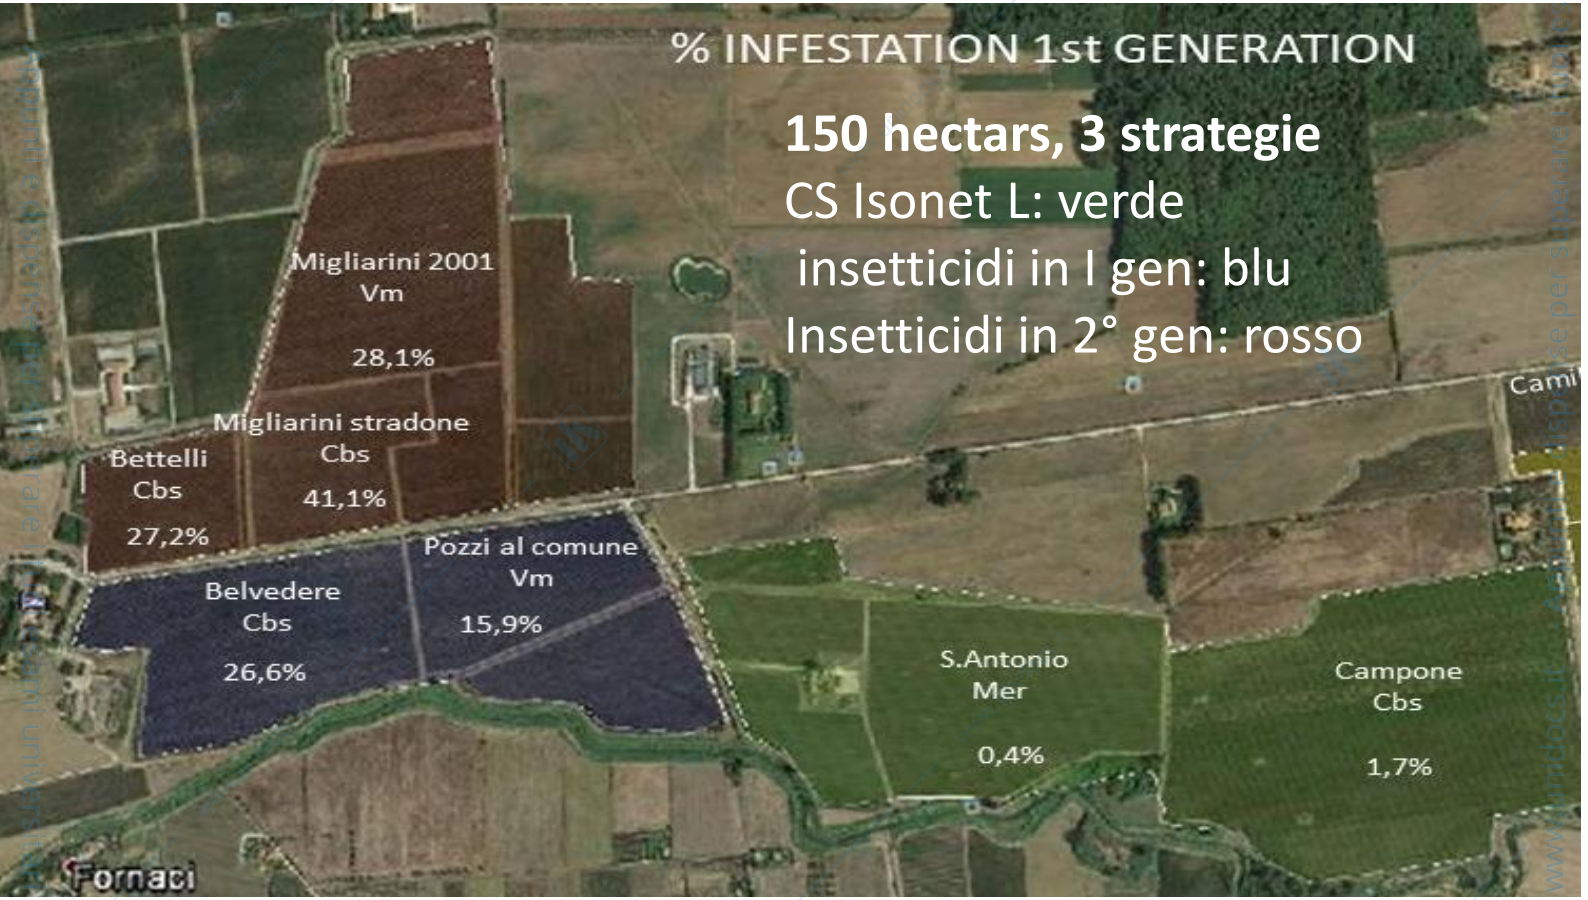 % INFESTATION 1st GENERATION
150 hectars, 3 strategie
CS Isonet L: verde
insetticidi in I gen: blu
Insetticidi in 2° gen: rosso
Migliarini 2001
Vm
28,1%
Migliarini stradone
Cbs
41,1%
Bettelli
Cbs
27,2%
Pozzi al comune
Vm
15,9%
Belvedere
Cbs
26,6%
S.Antonio
Mer
0,4%
Campone
Cbs
1,7%
Camil
Fornaci